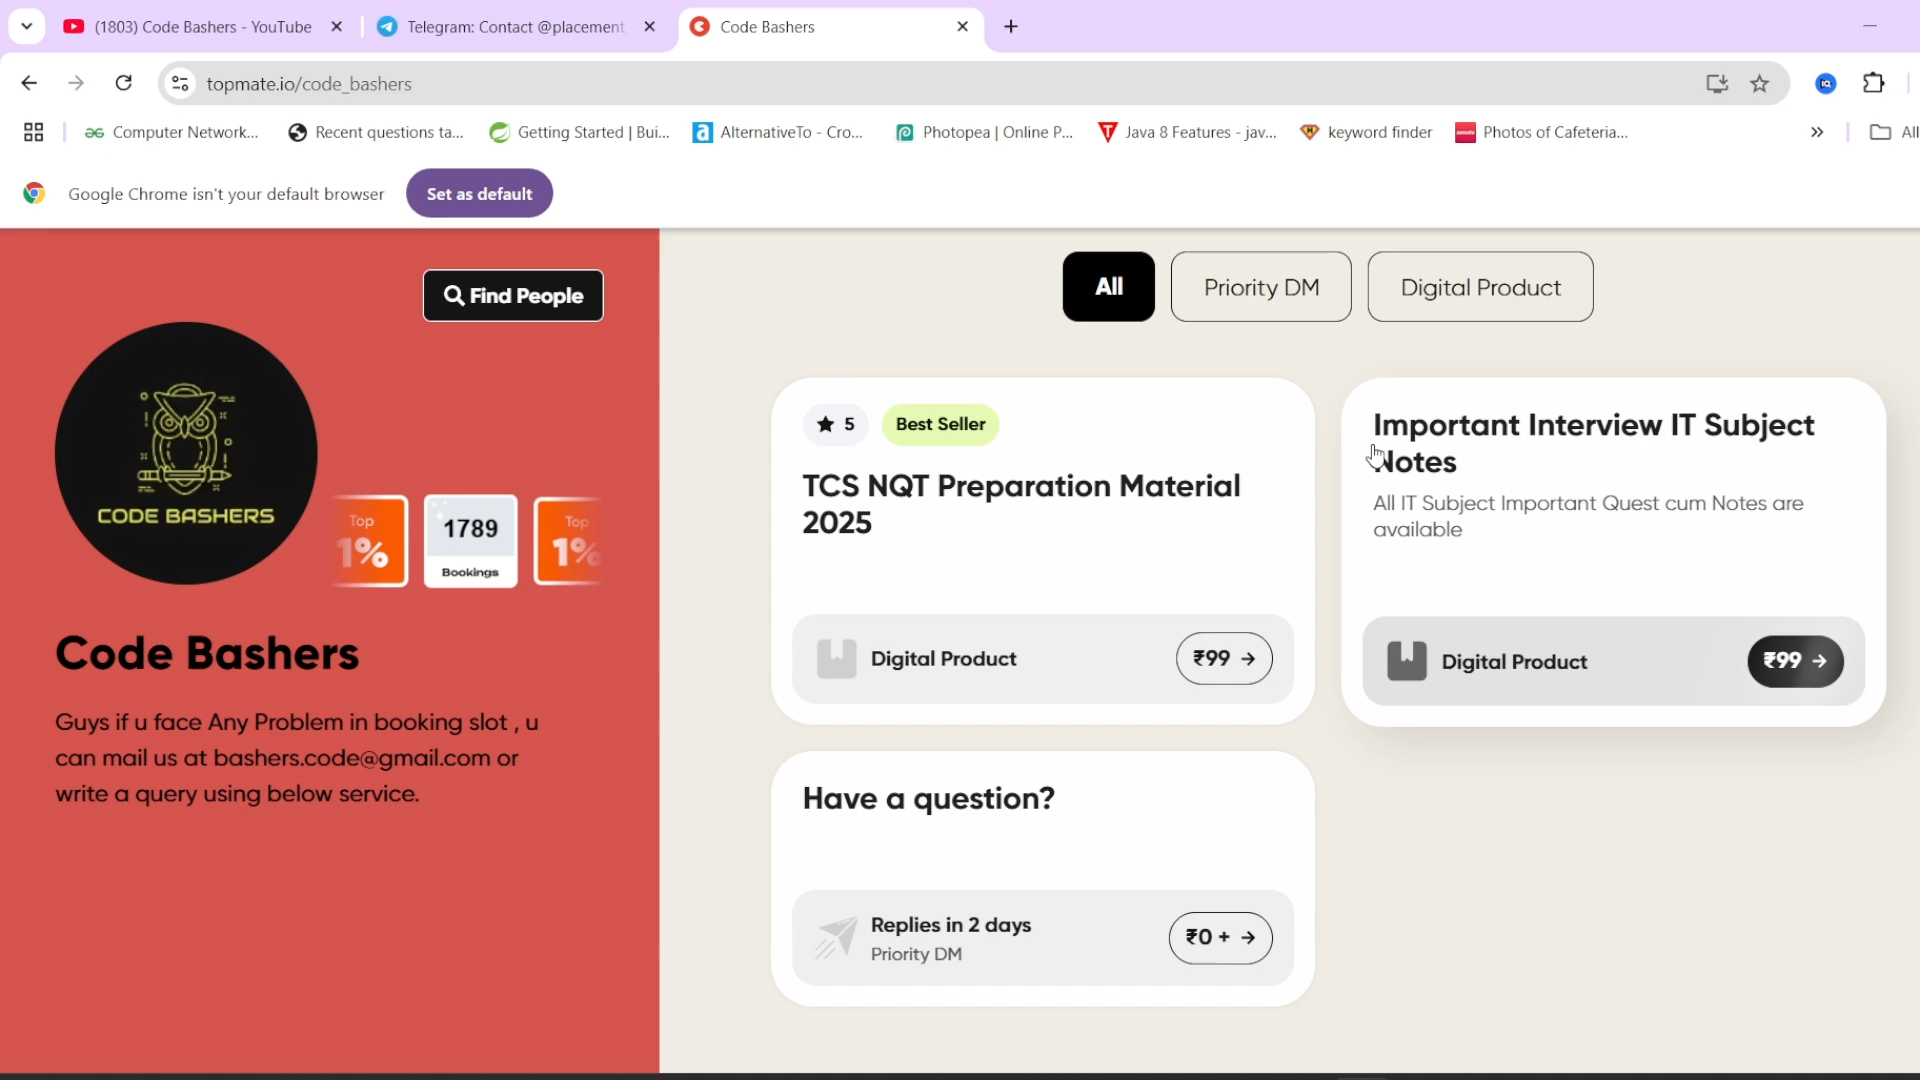 (1803) Code Bashers - YouTube
Telegram: Contact @placement
Code Bashers
topmate.io/code_bashers
Computer Network...
Recent questions ta...
Getting Started | Bui...
AlternativeTo - Cro...
Photopea | Online P...
Java 8 Features - jav...
keyword finder
Photos of Cafeteria...
All
Google Chrome isn't your default browser
Set as default
Find People
CODE BASHERS
Top
1%
1789
Bookings
Top
1%
Code Bashers
Guys if u face Any Problem in booking slot , u
can mail us at bashers.code@gmail.com or
write a query using below service.
All
Priority DM
Digital Product
5
Best Seller
TCS NQT Preparation Material
2025
Digital Product
₹99 →
Important Interview IT Subject
Notes
All IT Subject Important Quest cum Notes are
available
Digital Product
₹99 →
Have a question?
Replies in 2 days
Priority DM
₹0 + →